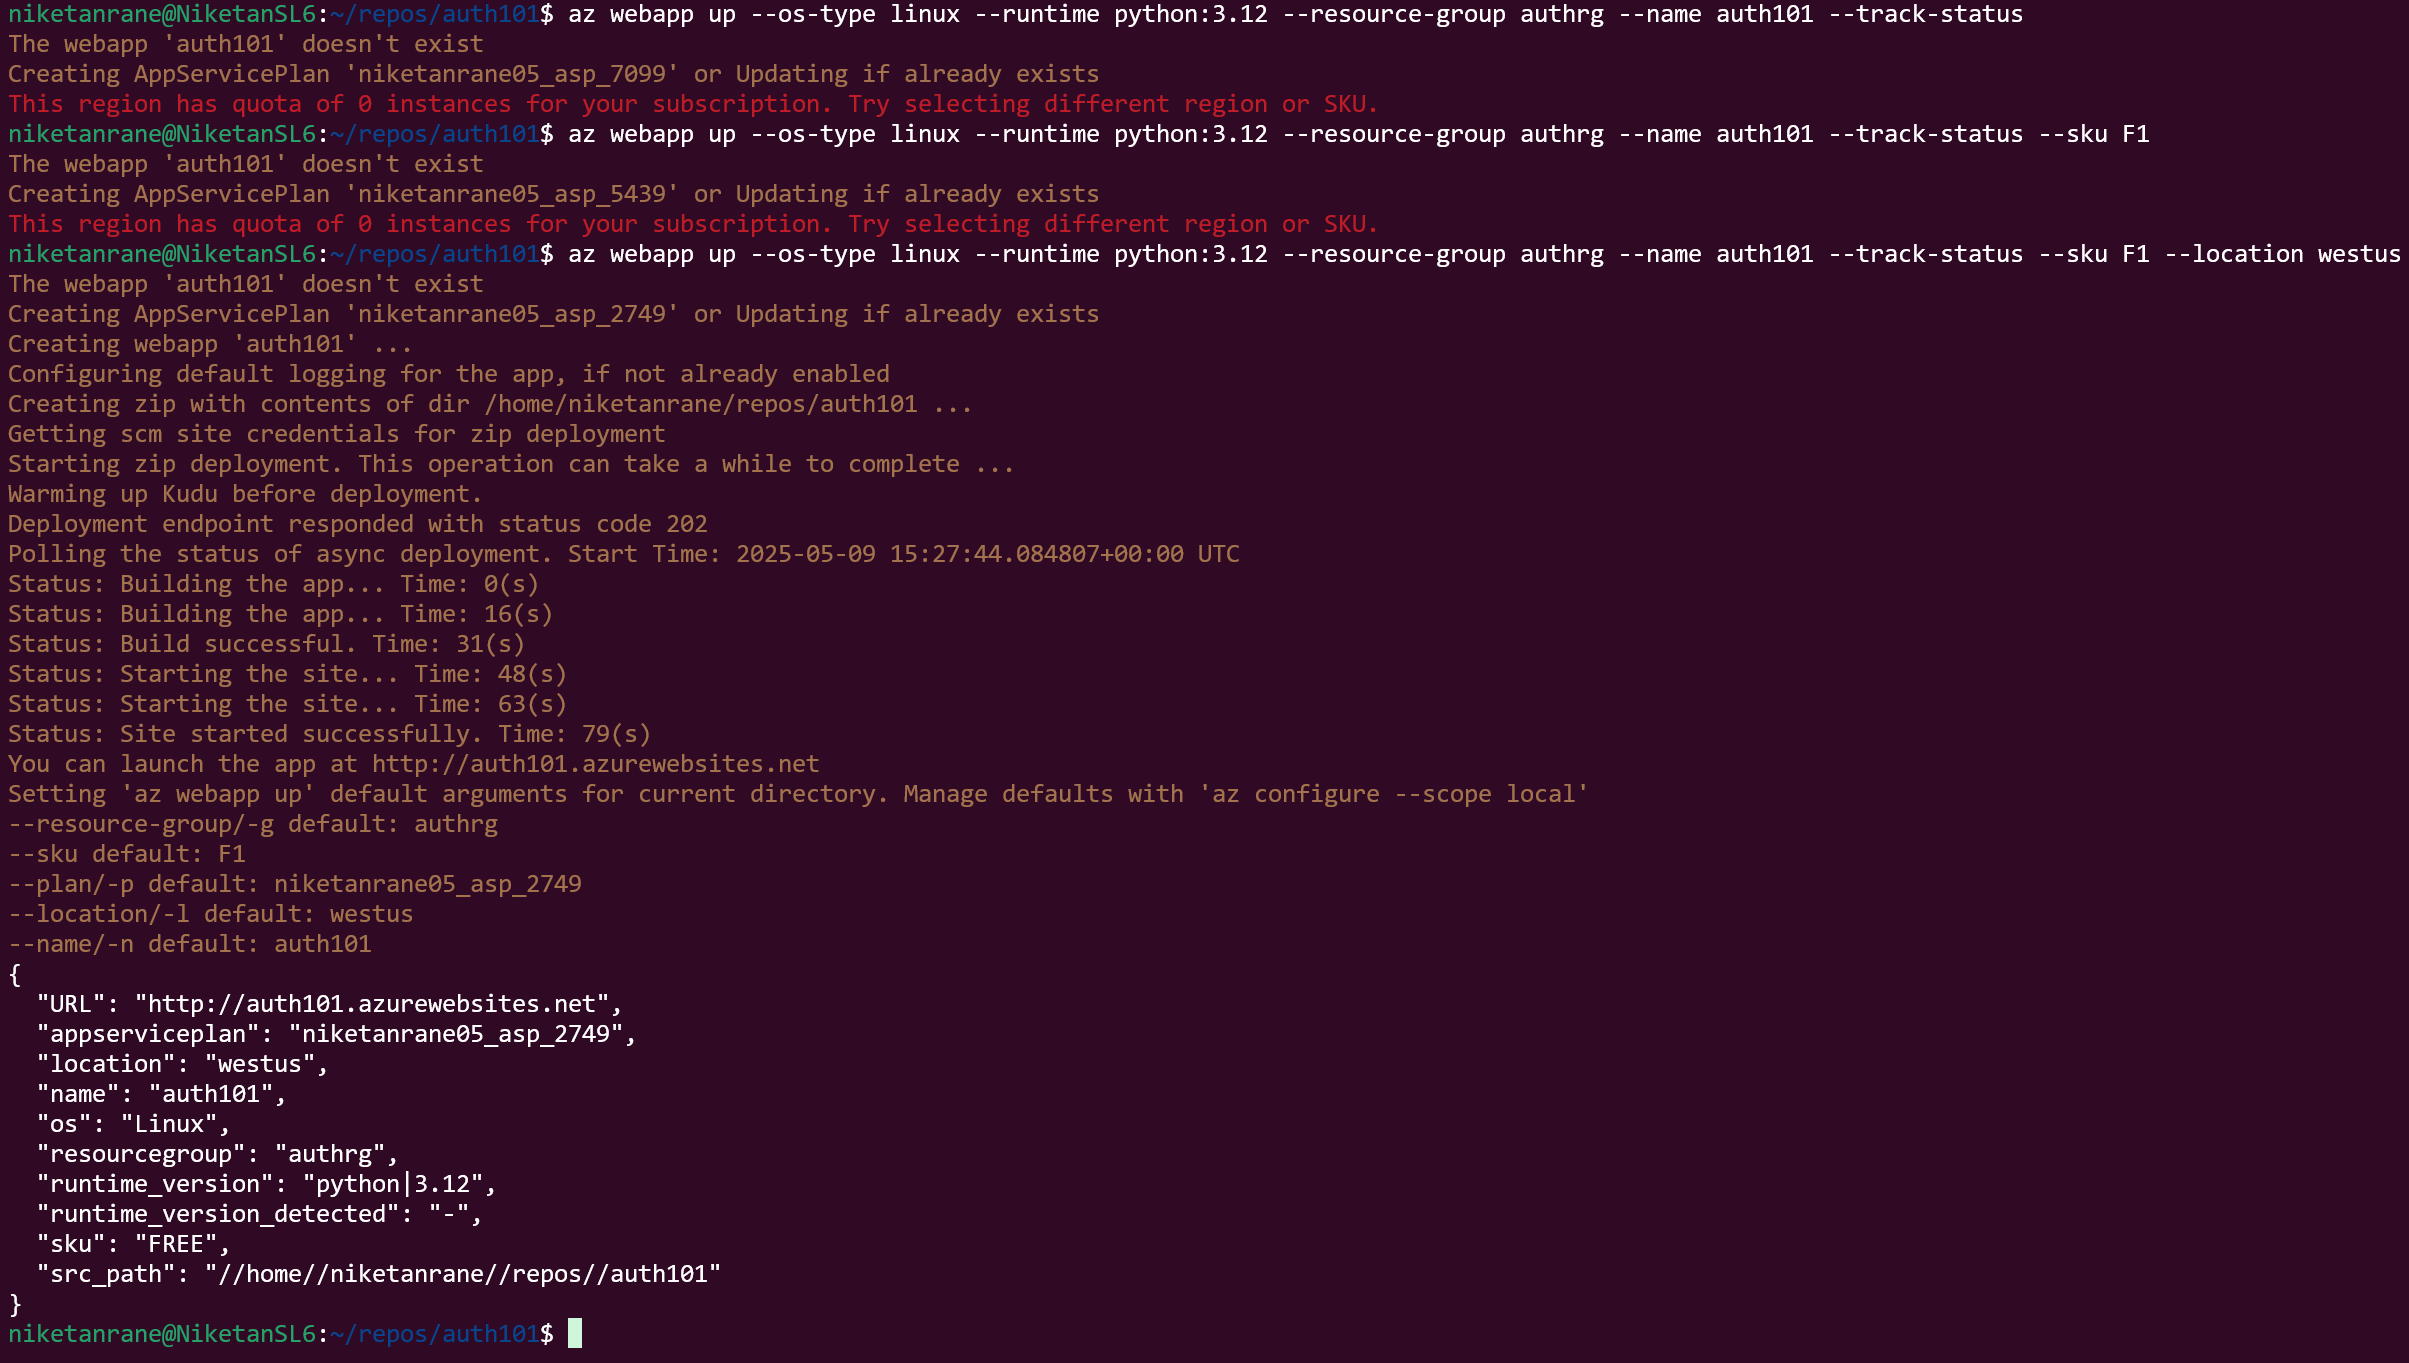 niketanrane@NiketanSL6:~/repos/auth101$ az webapp up --os-type linux --runtime python:3.12 --resource-group authrg --name auth101 --track-status
The webapp 'auth101' doesn't exist
Creating AppServicePlan 'niketanrane05_asp_7099' or Updating if already exists
This region has quota of 0 instances for your subscription. Try selecting different region or SKU.
niketanrane@NiketanSL6:~/repos/auth101$ az webapp up --os-type linux --runtime python:3.12 --resource-group authrg --name auth101 --track-status --sku F1
The webapp 'auth101' doesn't exist
Creating AppServicePlan 'niketanrane05_asp_5439' or Updating if already exists
This region has quota of 0 instances for your subscription. Try selecting different region or SKU.
niketanrane@NiketanSL6:~/repos/auth101$ az webapp up --os-type linux --runtime python:3.12 --resource-group authrg --name auth101 --track-status --sku F1 --location westus
The webapp 'auth101' doesn't exist
Creating AppServicePlan 'niketanrane05_asp_2749' or Updating if already exists
Creating webapp 'auth101' ...
Configuring default logging for the app, if not already enabled
Creating zip with contents of dir /home/niketanrane/repos/auth101 ...
Getting scm site credentials for zip deployment
Starting zip deployment. This operation can take a while to complete ...
Warming up Kudu before deployment.
Deployment endpoint responded with status code 202
Polling the status of async deployment. Start Time: 2025-05-09 15:27:44.084807+00:00 UTC
Status: Building the app... Time: 0(s)
Status: Building the app... Time: 16(s)
Status: Build successful. Time: 31(s)
Status: Starting the site... Time: 48(s)
Status: Starting the site... Time: 63(s)
Status: Site started successfully. Time: 79(s)
You can launch the app at http://auth101.azurewebsites.net
Setting 'az webapp up' default arguments for current directory. Manage defaults with 'az configure --scope local'
--resource-group/-g default: authrg
--sku default: F1
--plan/-p default: niketanrane05_asp_2749
--location/-l default: westus
--name/-n default: auth101
{
  "URL": "http://auth101.azurewebsites.net",
  "appserviceplan": "niketanrane05_asp_2749",
  "location": "westus",
  "name": "auth101",
  "os": "Linux",
  "resourcegroup": "authrg",
  "runtime_version": "python|3.12",
  "runtime_version_detected": "-",
  "sku": "FREE",
  "src_path": "//home//niketanrane//repos//auth101"
}
niketanrane@NiketanSL6:~/repos/auth101$